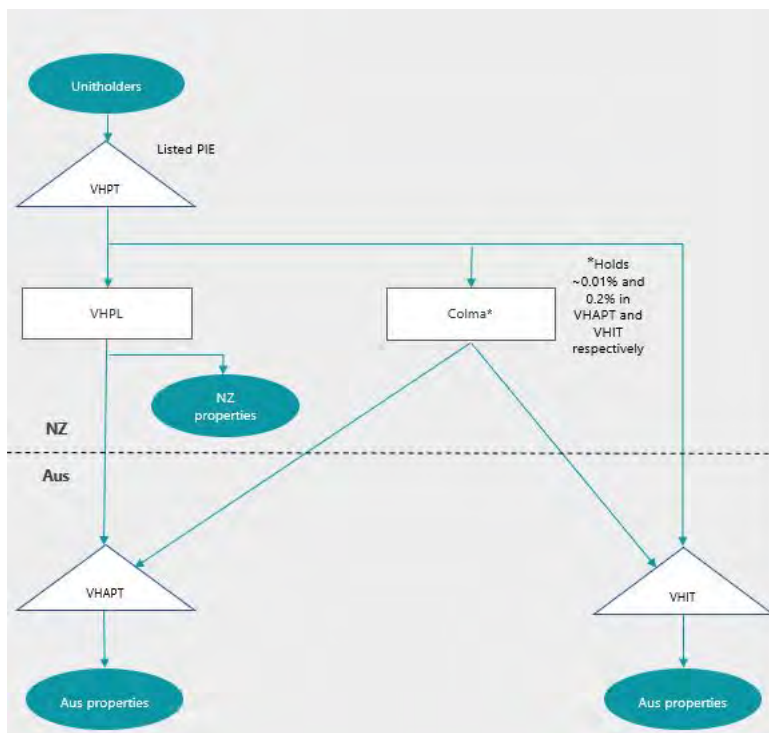 Unitholders
Listed PIE
VHPT
*Holds
~0.01% and
0.2% in
VHAPT and
VHIT
respectively
VHPL
Colma*
NZ
properties
NZ
Aus
VHAPT
VHIT
Aus properties
Aus properties